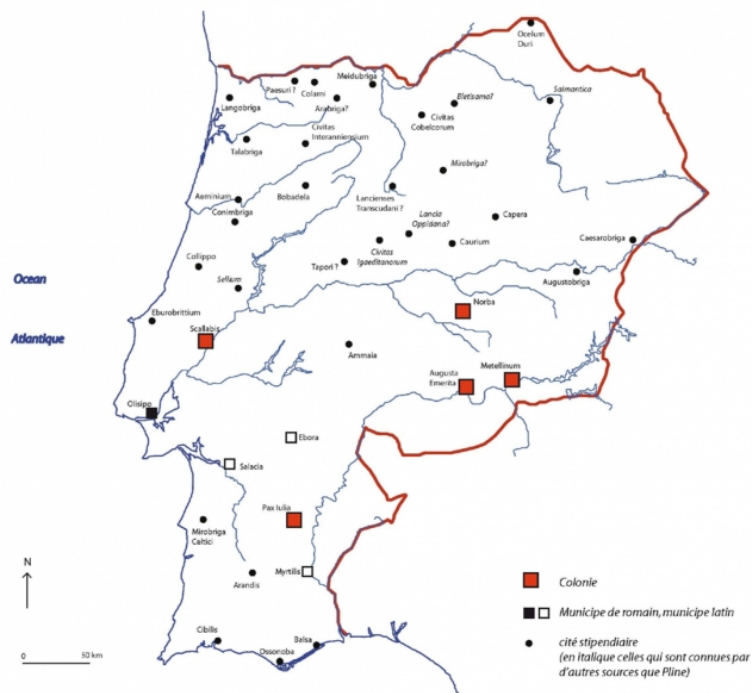 Ocelum
Duri
Paesuri ?
Colarni
Meidubriga
Langobriga
Arabriga?
Bletisama?
Salmantica
Civitas
Cobelcorum
Talabriga
Civitas
Interanniensium
Mirobriga?
Aeminium
Bobadela
Lancienses
Transcudani ?
Conimbriga
Lancia
Oppidana?
Capera
Collippo
Tapori ?
Civitas
Igaeditanorum
Caurium
Caesarobriga
Sellium
Augustobriga
Ocean
Atlantique
Eburobrittium
Scallabis
Norba
Ammaia
Augusta
Emerita
Metellinum
Olisipo
Ebora
Salacia
Pax Iulia
Mirobriga
Celtici
Arandis
Myrtilis
Cibilis
Ossonoba
Balsa
N
0
50 km
Colonie
Municipe de romain, municipe latin
cité stipendiaire
(en italique celles qui sont connues par
d'autres sources que Pline)